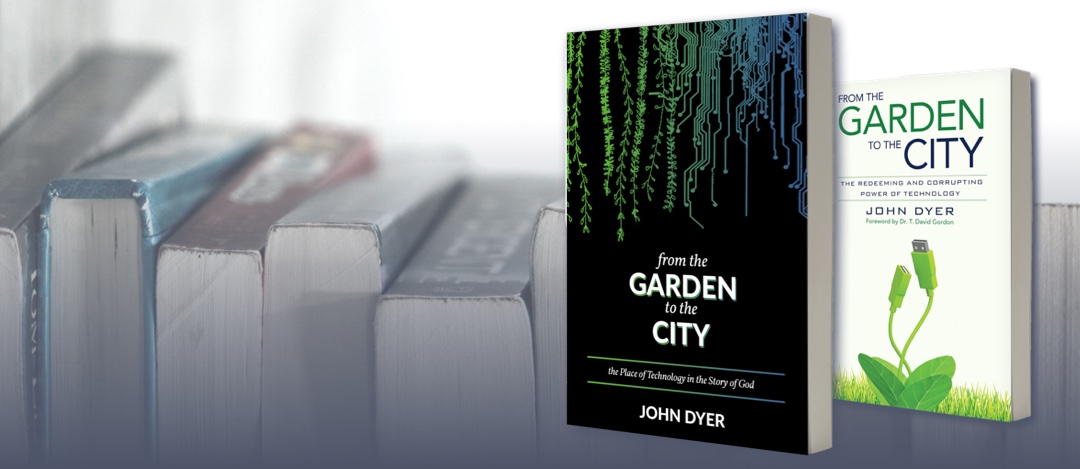 from the
GARDEN
to the
CITY
the Place of Technology in the Story of God
JOHN DYER
FROM THE
GARDEN
TO THE CITY
THE REDEEMING AND CORRUPTING
POWER OF TECHNOLOGY
JOHN DYER
Foreword by Dr. T. David Gordon